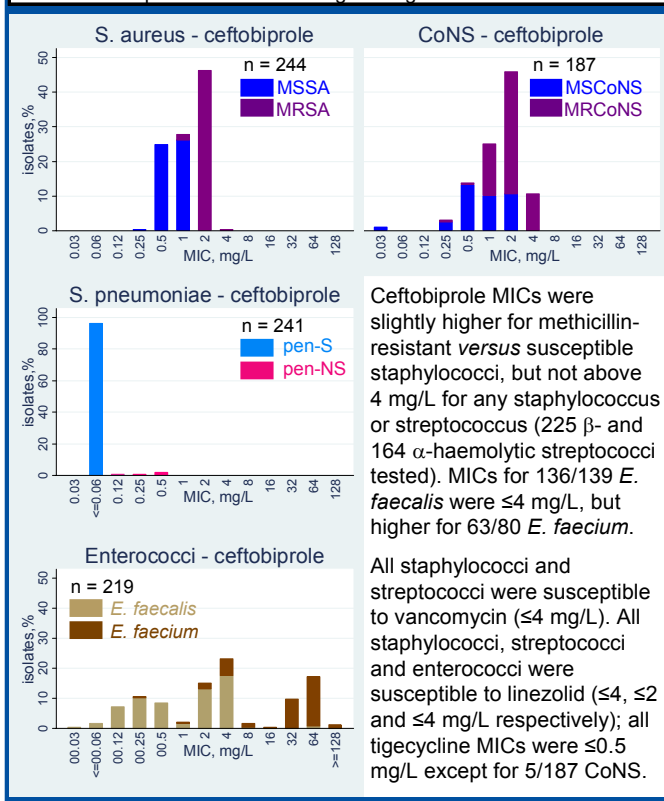 S. aureus - ceftobiprole
n = 244
MSSA
MRSA
isolates,%
0 10 20 30 40 50
0.03 0.06 0.12 0.25 0.5 1 2 4 8 16 32 64 128
MIC, mg/L
CoNS - ceftobiprole
n = 187
MSCoNS
MRCoNS
0.03 0.06 0.12 0.25 0.5 1 2 4 8 16 32 64 128
MIC, mg/L
S. pneumoniae - ceftobiprole
n = 241
pen-S
pen-NS
isolates,%
0 20 40 60 80 100
0.03 <=0.06 0.12 0.25 0.5 1 2 4 8 16 32 64 128
MIC, mg/L
Ceftobiprole MICs were
slightly higher for methicillin-
resistant versus susceptible
staphylococci, but not above
4 mg/L for any staphylococcus
or streptococcus (225 β- and
164 α-haemolytic streptococci
tested). MICs for 136/139 E.
faecalis were ≤4 mg/L, but
higher for 63/80 E. faecium.
Enterococci - ceftobiprole
n = 219
E. faecalis
E. faecium
isolates,%
0 10 20 30 40 50
00.03 <=00.06 00.12 00.25 00.5 1 2 4 8 16 32 64 >=128
MIC, mg/L
All staphylococci and
streptococci were susceptible
to vancomycin (≤4 mg/L). All
staphylococci, streptococci
and enterococci were
susceptible to linezolid (≤4, ≤2
and ≤4 mg/L respectively); all
tigecycline MICs were ≤0.5
mg/L except for 5/187 CoNS.